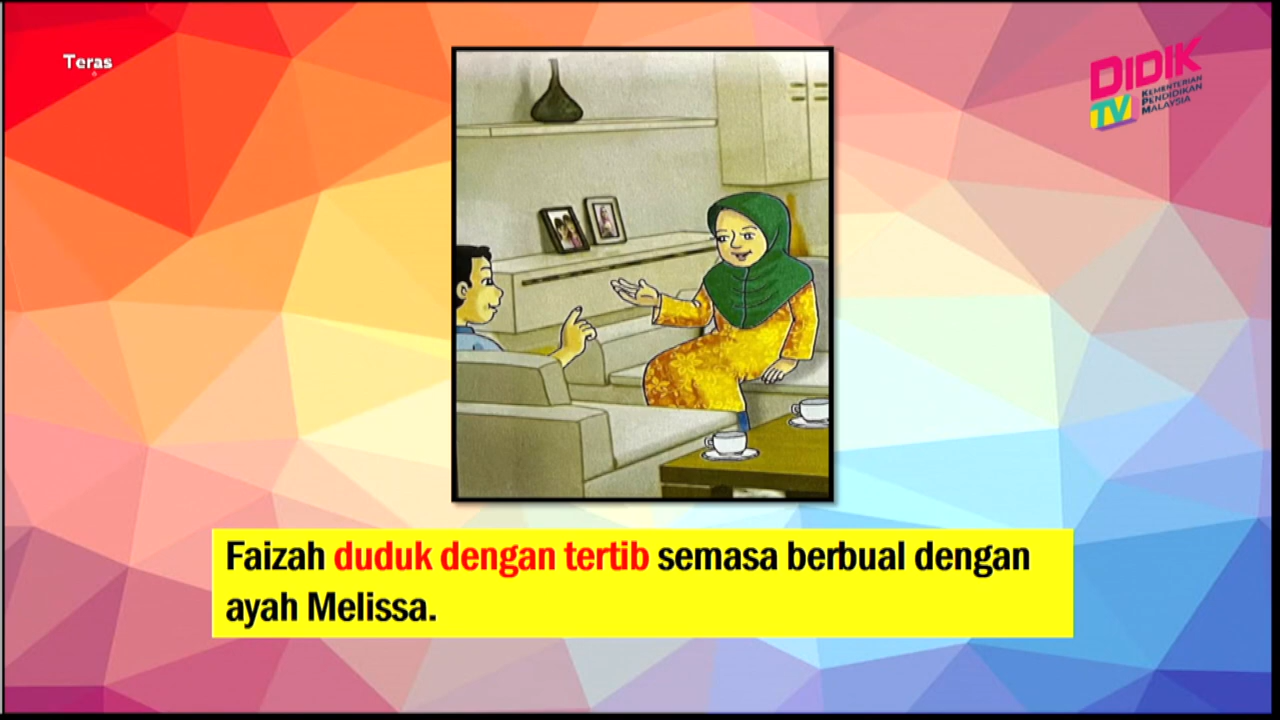 Teras
DIDIK
TV
KEMENTERIAN
PENDIDIKAN
MALAYSIA
Faizah duduk dengan tertib semasa berbual dengan
ayah Melissa.